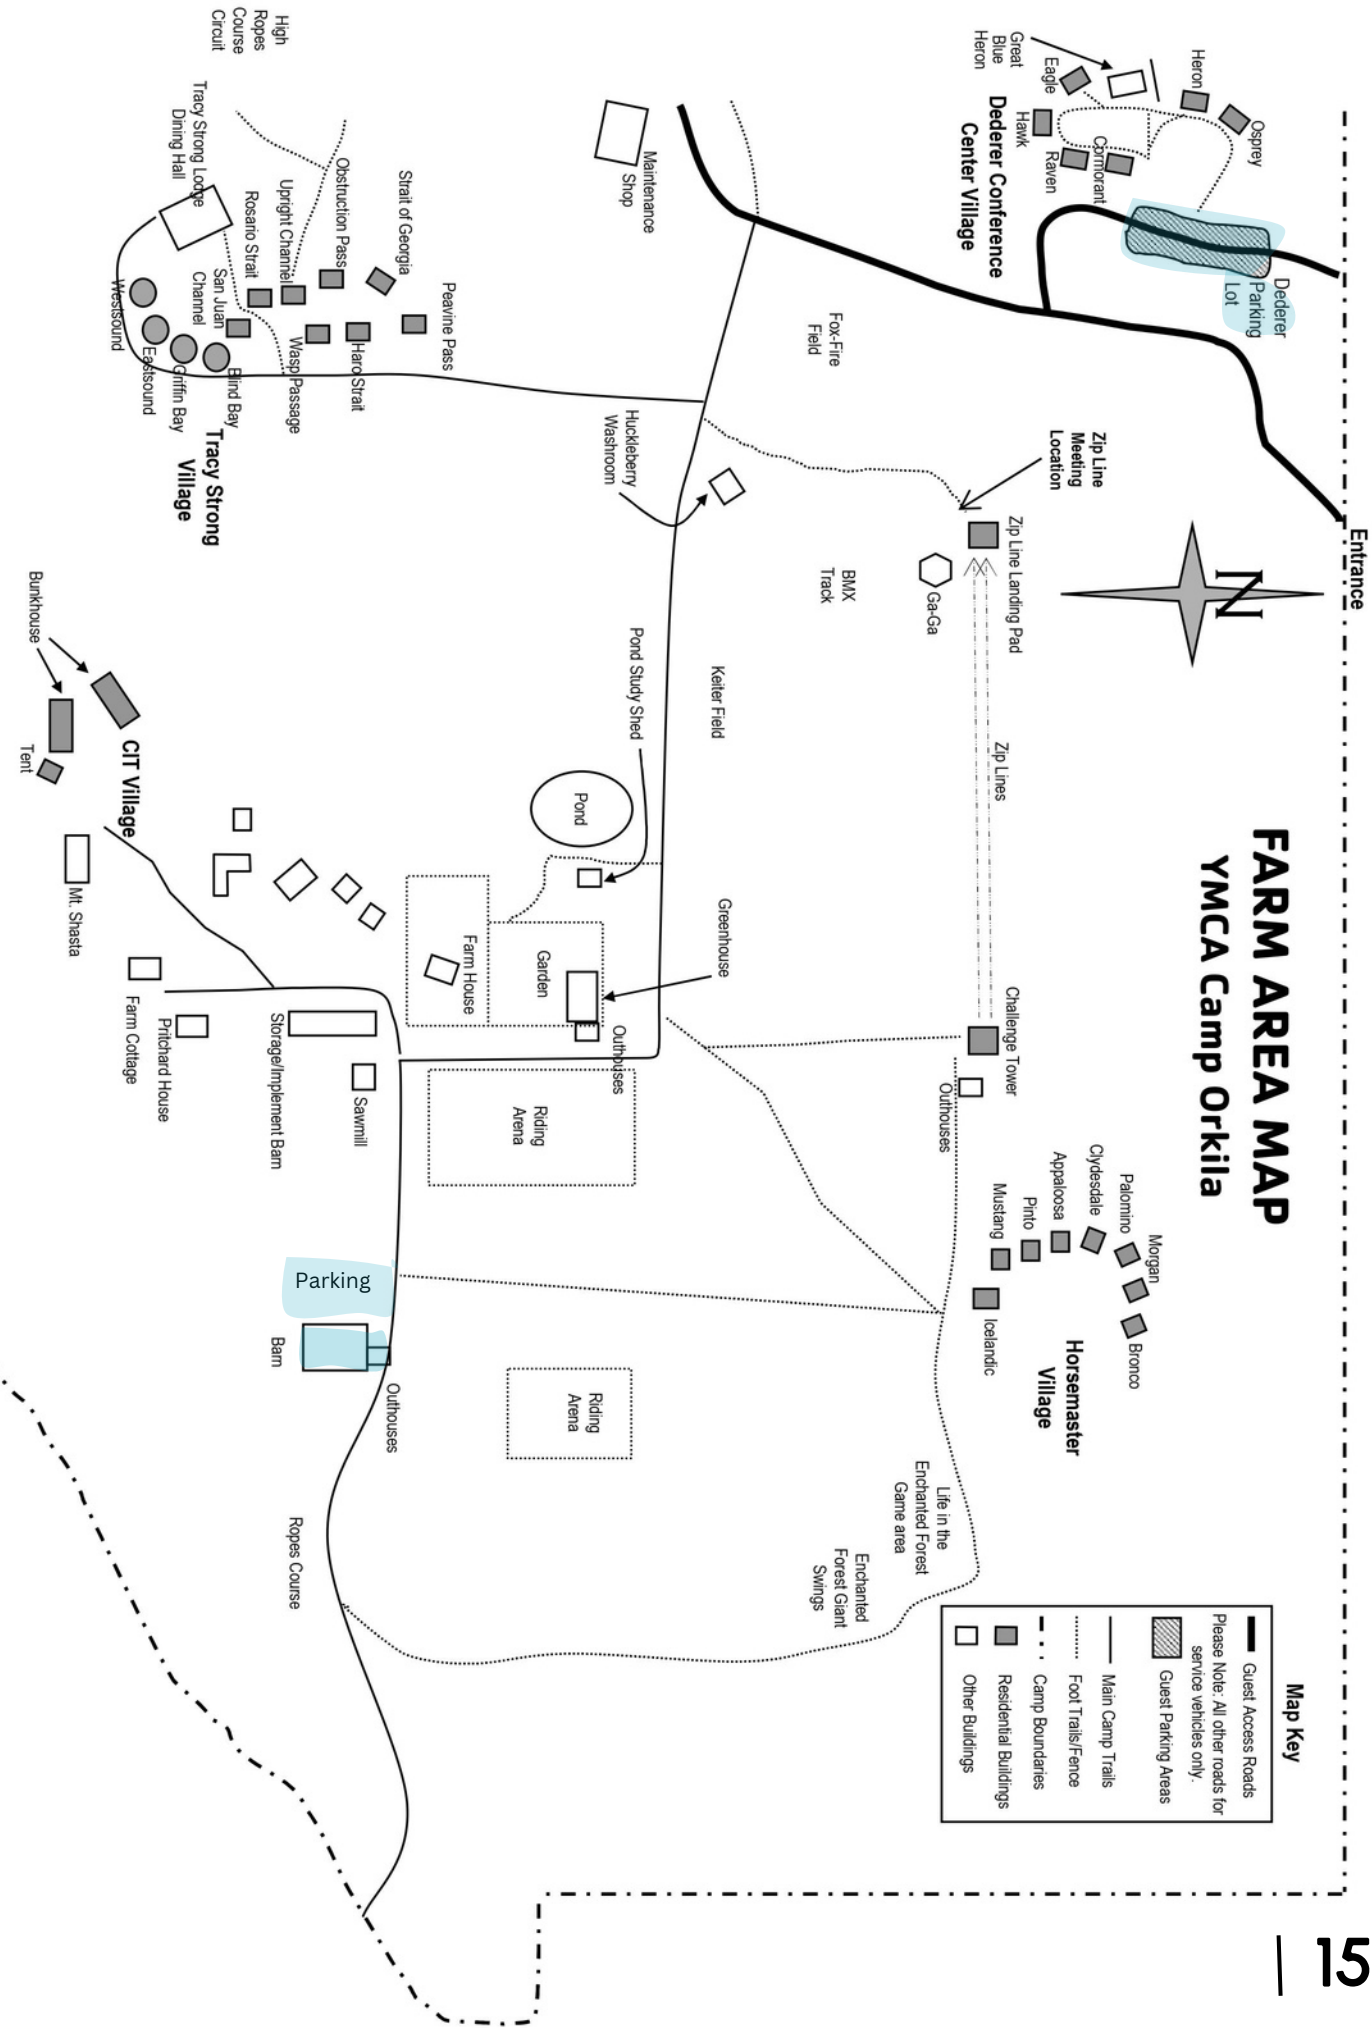 FARM AREA MAP
YMCA Camp Orkila
Entrance
N
Great
Blue
Heron
Eagle
Heron
Osprey
Hawk
Raven
Cormorant
Dederer Conference
Center Village
Dederer
Parking
Lot
Maintenance
Shop
Fox-Fire
Field
Zip Line
Meeting
Location
Zip Line Landing Pad
Ga-Ga
BMX
Track
Zip Lines
Keiter Field
Huckleberry
Washroom
Pond Study Shed
Pond
Greenhouse
Garden
Farm House
Outhouses
Challenge Tower
Outhouses
High
Ropes
Course
Circuit
Tracy Strong Lodge
Dining Hall
Obstruction Pass
Upright Channel
Rosario Strait
Strait of Georgia
Peavine Pass
San Juan
Channel
Wasp Passage
Haro Strait
Westsound
Eastsound
Griffin Bay
Blind Bay
Tracy Strong
Village
Bunkhouse
Tent
CIT Village
Mt. Shasta
Farm Cottage
Pritchard House
Storage/Implement Barn
Sawmill
Riding
Arena
Parking
Barn
Outhouses
Riding
Arena
Ropes Course
Mustang
Pinto
Appaloosa
Clydesdale
Palomino
Morgan
Bronco
Icelandic
Horsemaster
Village
Life in the
Enchanted Forest
Game area
Enchanted
Forest Giant
Swings
Map Key
Guest Access Roads
Please Note: All other roads for
service vehicles only.
Guest Parking Areas
Main Camp Trails
Foot Trails/Fence
Camp Boundaries
Residential Buildings
Other Buildings
| 15